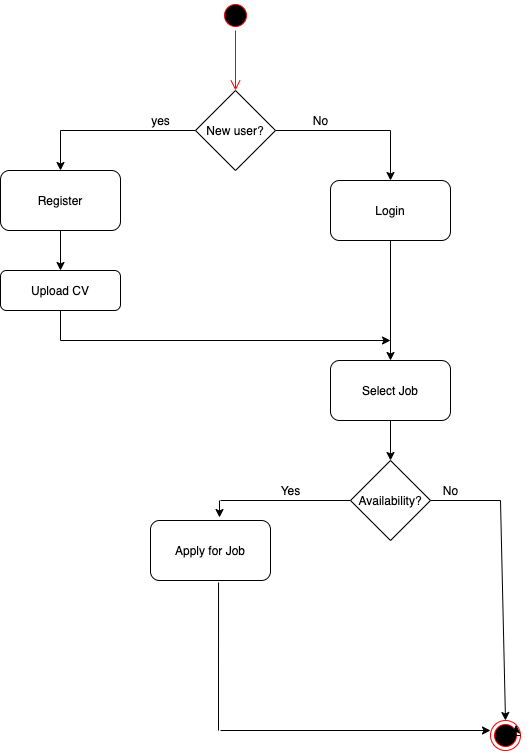 New user?
yes
No
Register
Login
Upload CV
Select Job
Availability?
Yes
No
Apply for Job